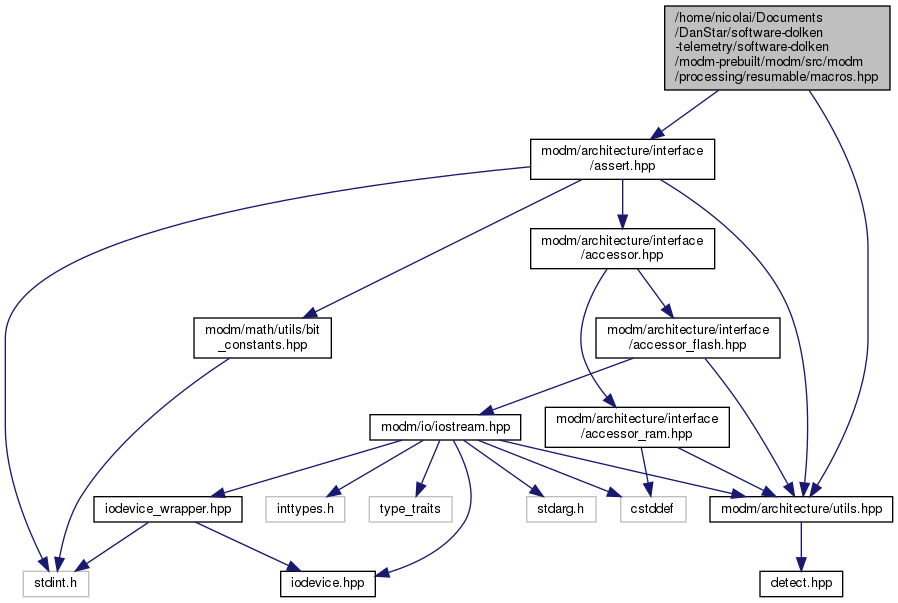 /home/nicolai/Documents
/DanStar/software-dolken
-telemetry/software-dolken
/modm-prebuilt/modm/src/modm
/processing/resumable/macros.hpp
modm/architecture/interface
/assert.hpp
modm/architecture/interface
/accessor.hpp
modm/math/utils/bit
_constants.hpp
modm/architecture/interface
/accessor_flash.hpp
modm/io/iostream.hpp
modm/architecture/interface
/accessor_ram.hpp
iodevice_wrapper.hpp
inttypes.h
type_traits
stdarg.h
cstddef
modm/architecture/utils.hpp
stdint.h
iodevice.hpp
detect.hpp